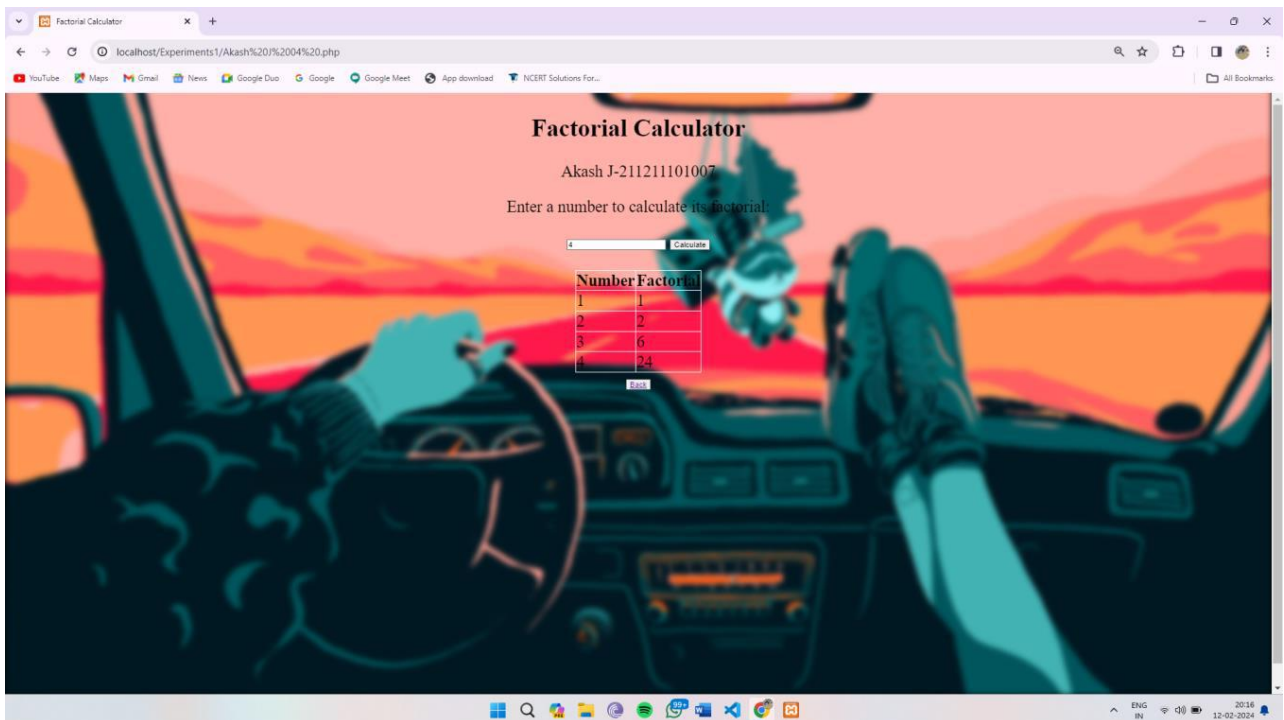 Factorial Calculator
localhost/Experiments1/Akash%20J%2004%20.php
YouTube Maps Gmail News Google Duo Google Google Meet App download NCERT Solutions For... All Bookmarks
Factorial Calculator
Akash J-211211101007
Enter a number to calculate its factorial:
4 Calculate
Number Factorial
1 1
2 2
3 6
4 24
Back
99+
ENG 20:16
IN 12-02-2024